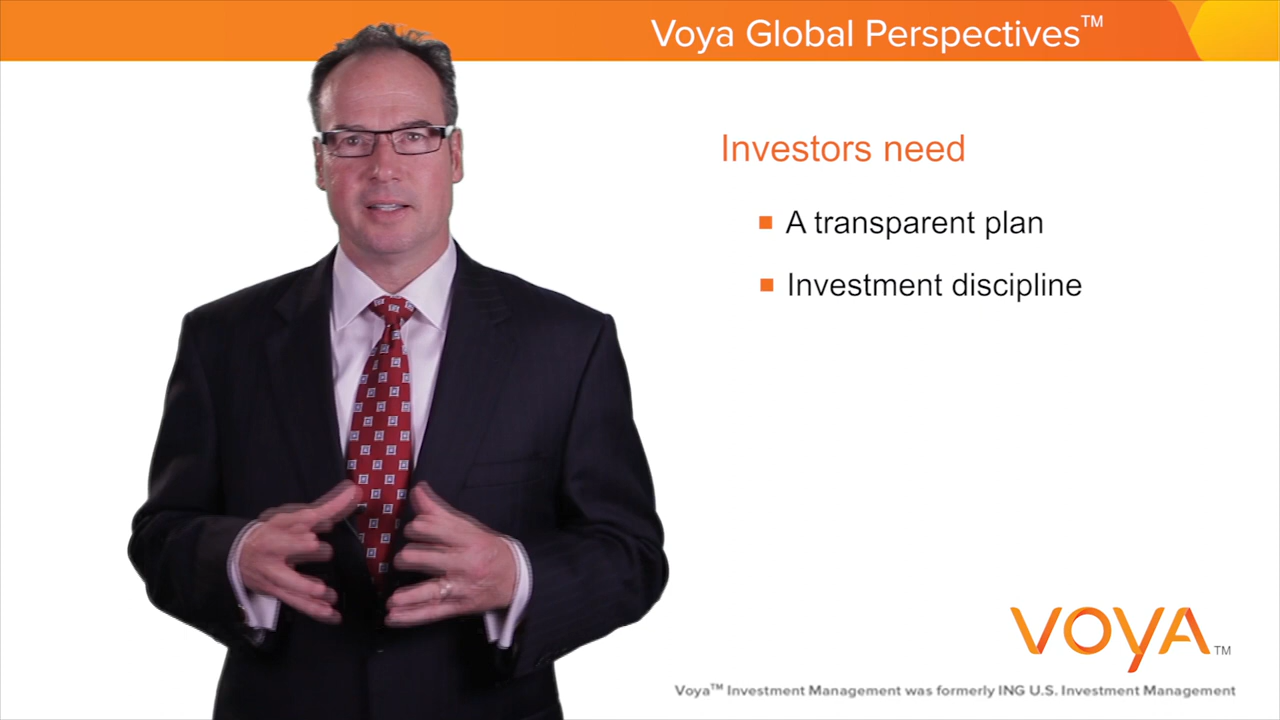 Voya Global Perspectives™
Investors need
A transparent plan
Investment discipline
VOYA™
Voya™ Investment Management was formerly ING U.S. Investment Management